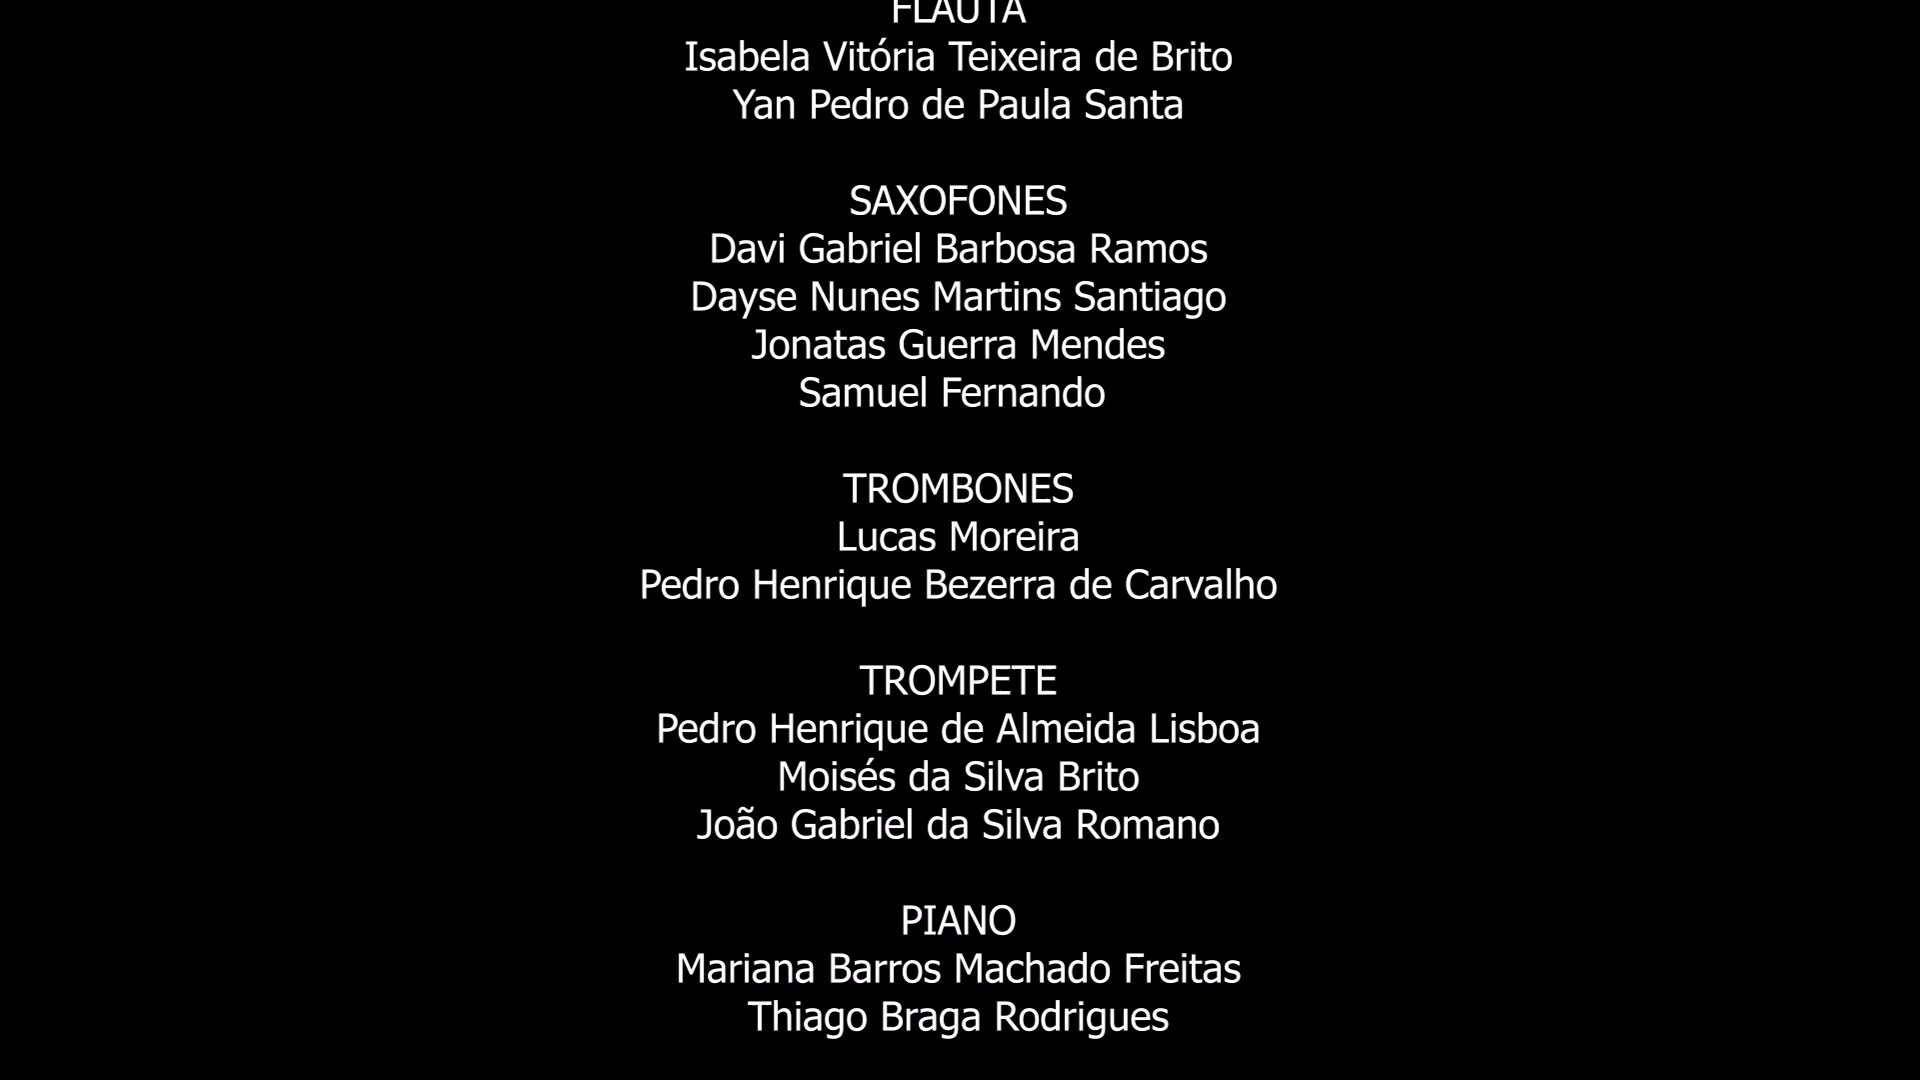 FLAUTA
Isabela Vitória Teixeira de Brito
Yan Pedro de Paula Santa
SAXOFONES
Davi Gabriel Barbosa Ramos
Dayse Nunes Martins Santiago
Jonatas Guerra Mendes
Samuel Fernando
TROMBONES
Lucas Moreira
Pedro Henrique Bezerra de Carvalho
TROMPETE
Pedro Henrique de Almeida Lisboa
Moisés da Silva Brito
João Gabriel da Silva Romano
PIANO
Mariana Barros Machado Freitas
Thiago Braga Rodrigues